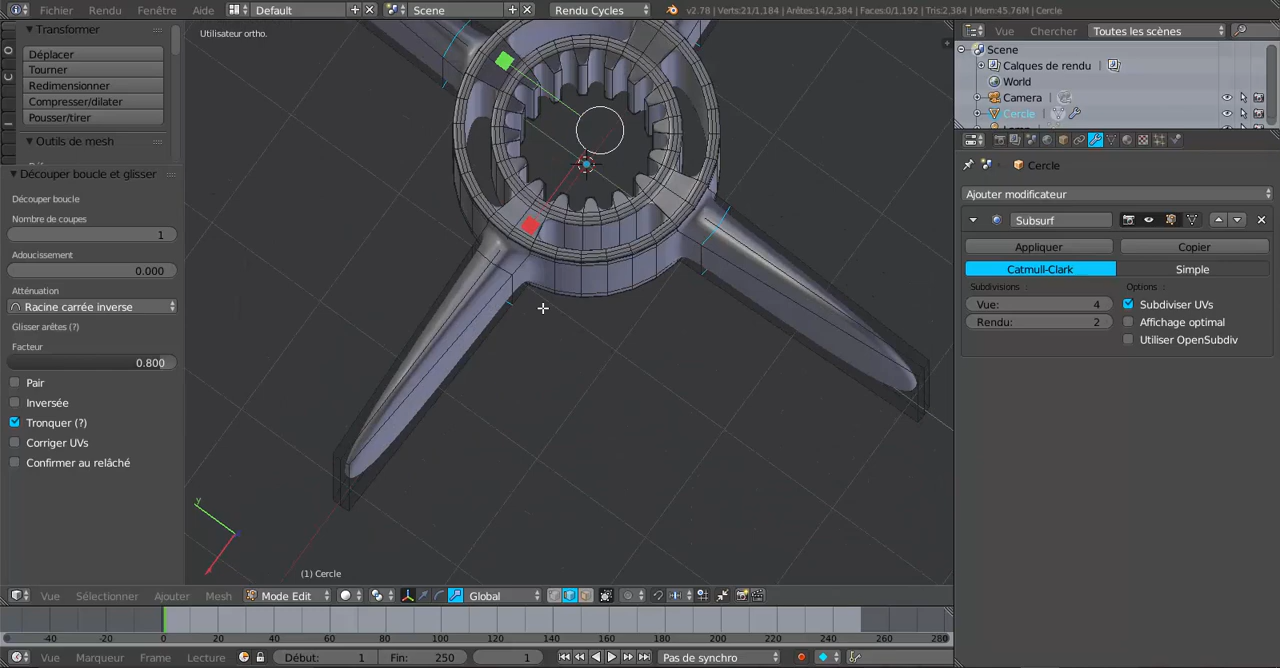 Fichier Rendu Fenêtre Aide Default Scene Rendu Cycles v2.78 | Verts:21/1,184 | Arêtes:14/2,384 | Faces:0/1,192 | Tris:2,384 | Mem:45.76M | Cercle
Transformer
Déplacer
Tourner
Redimensionner
Compresser/dilater
Pousser/tirer
Outils de mesh
Découper boucle et glisser
Découper boucle
Nombre de coupes
1
Adoucissement
0.000
Atténuation
Racine carrée inverse
Glisser arêtes (?)
Facteur
0.800
Pair
Inversée
Tronquer (?)
Corriger UVs
Confirmer au relâché
Utilisateur ortho.
y
(1) Cercle
Vue Sélectionner Ajouter Mesh Mode Edit Global
-40 -20 0 20 40 60 80 100 120 140 160 180 200 220 240 260 280
Vue Marqueur Frame Lecture Début: 1 Fin: 250 1 Pas de synchro
Vue Chercher Toutes les scènes
Scene
Calques de rendu
World
Camera
Cercle
Cercle
Ajouter modificateur
Subsurf
Appliquer Copier
Catmull-Clark Simple
Subdivisions : Options :
Vue: 4 Subdiviser UVs
Rendu: 2 Affichage optimal
Utiliser OpenSubdiv